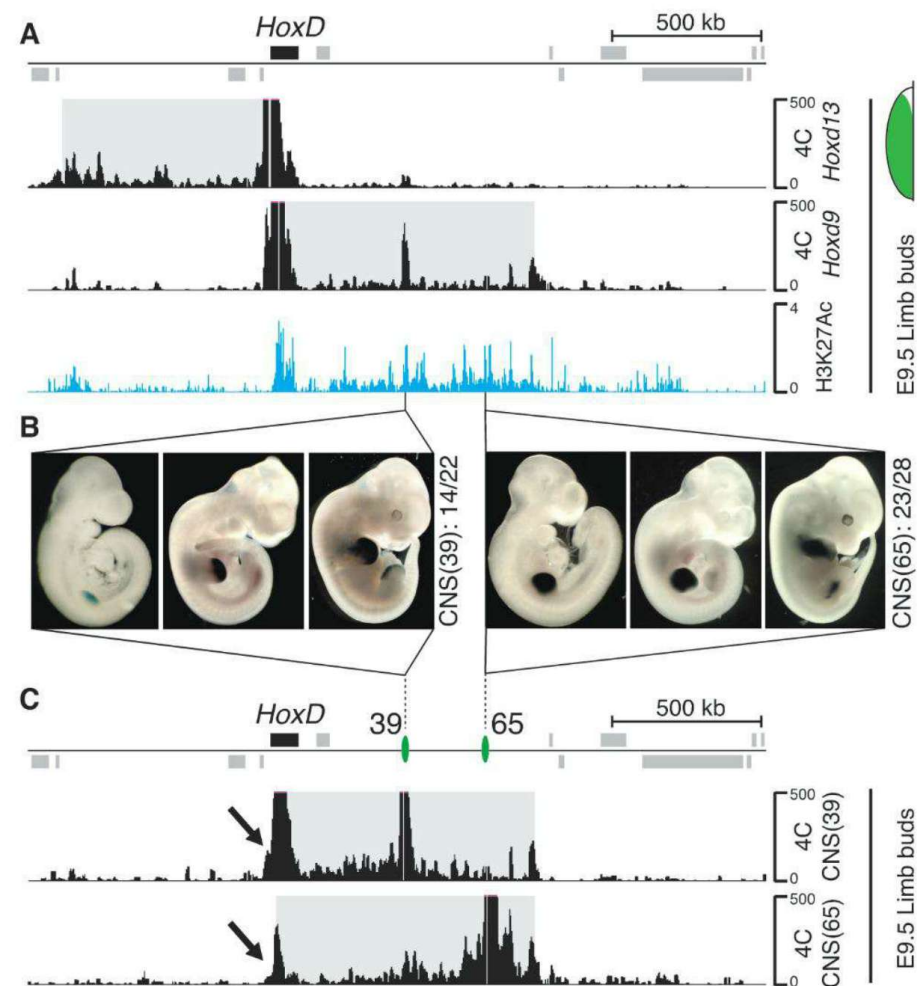 A
HoxD
500 kb
500
0
4C
Hoxd13
500
0
4C
Hoxd9
4
0
H3K27Ac
E9.5 Limb buds
B
CNS(39): 14/22
CNS(65): 23/28
C
HoxD
39
65
500 kb
500
0
4C
CNS(39)
500
0
4C
CNS(65)
E9.5 Limb buds